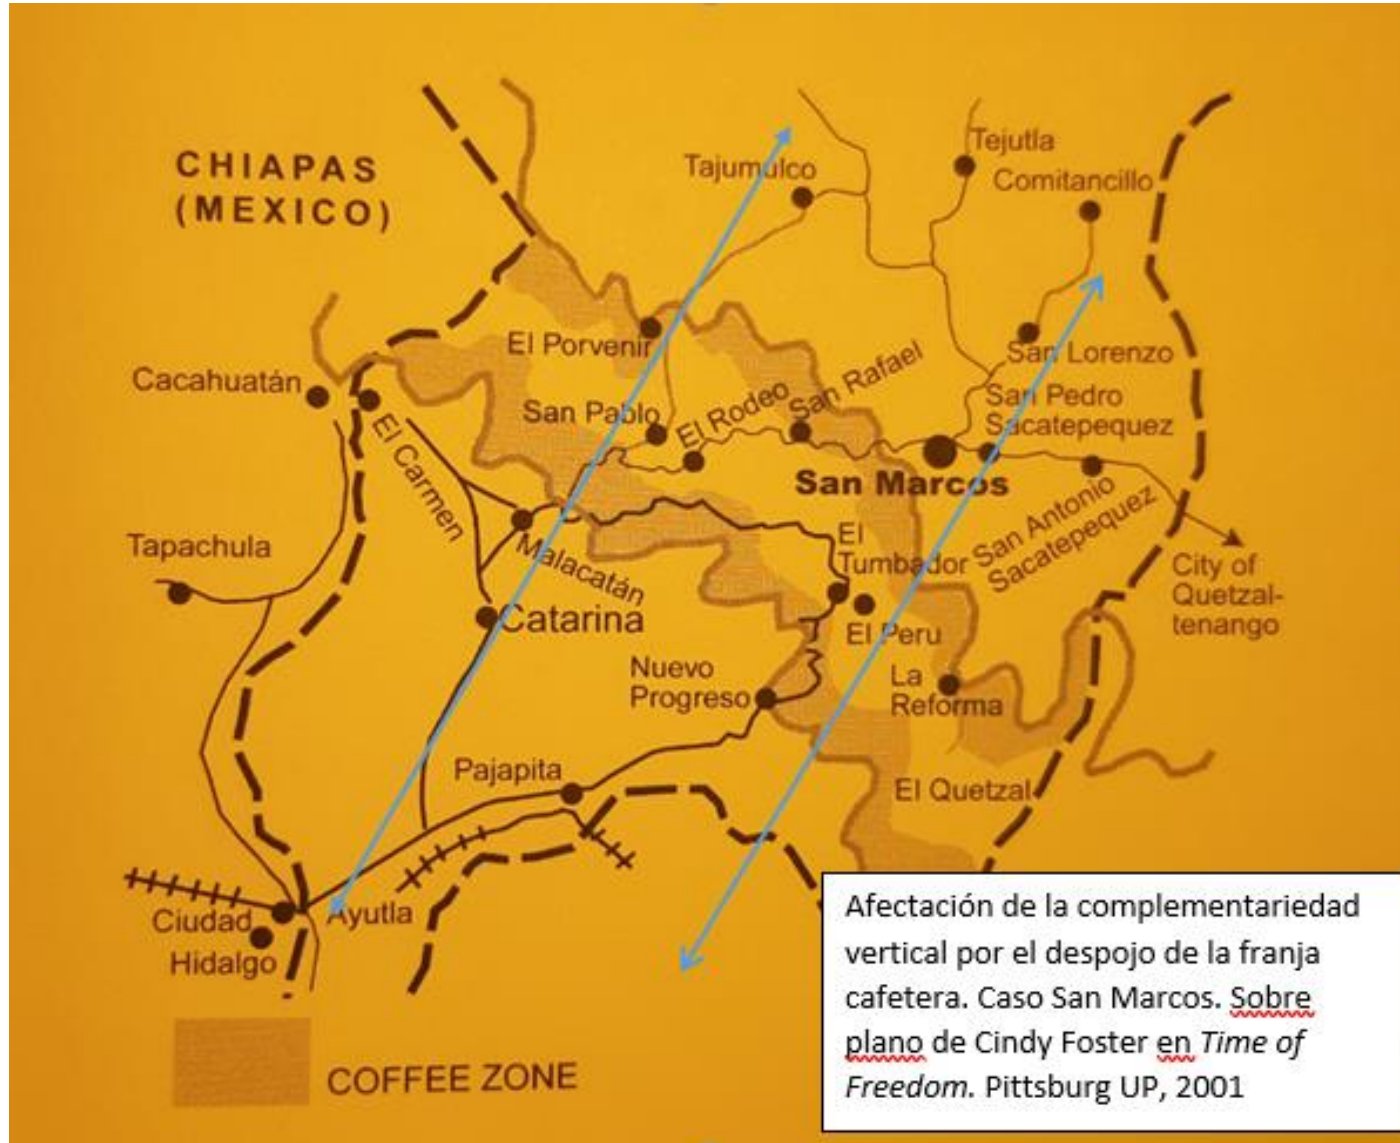 CHIAPAS
(MEXICO)
Tajumulco
Tejutla
Comitancillo
El Porvenir
San Lorenzo
Cacahuatán
San Rafael
San Pedro
Sacatepequez
San Pablo
El Rodeo
El Carmen
San Marcos
San Antonio
Sacatepequez
Tapachula
Malacatán
El
Tumbador
City of
Quetzal-
tenango
Catarina
El Peru
Nuevo
Progreso
La
Reforma
Pajapita
El Quetzal
Ciudad
Hidalgo
Ayutla
COFFEE ZONE
Afectación de la complementariedad
vertical por el despojo de la franja
cafetera. Caso San Marcos. Sobre
plano de Cindy Foster en Time of
Freedom. Pittsburg UP, 2001